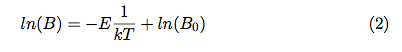 ln(B) = −E 1/kT + ln(B₀) (2)